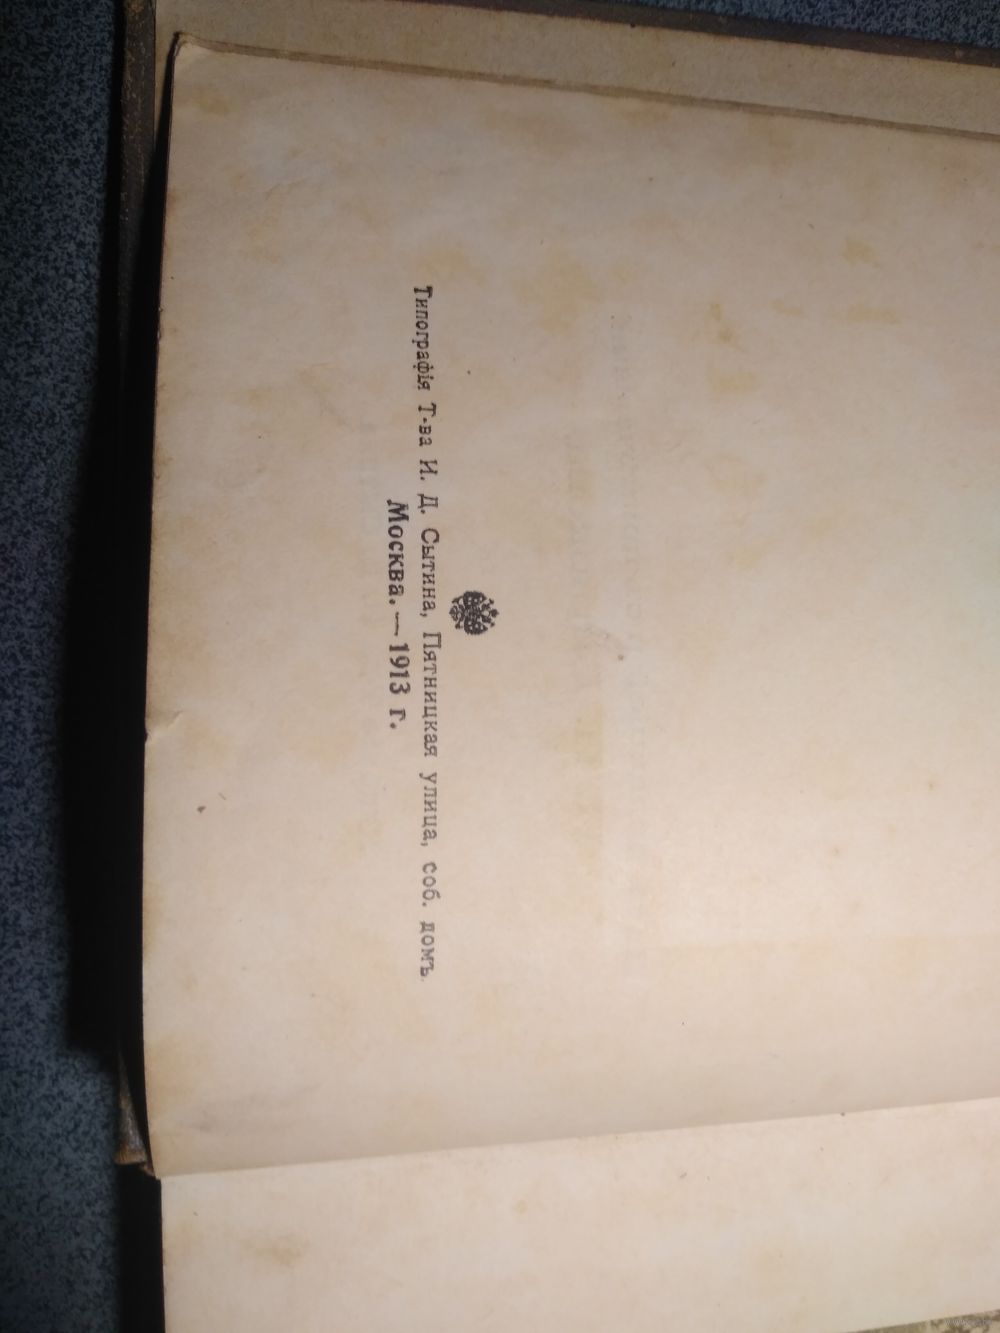 Типографія Т-ва И. Д. Сытина, Пятницкая улица, соб. домъ.
Москва.—1913 г.